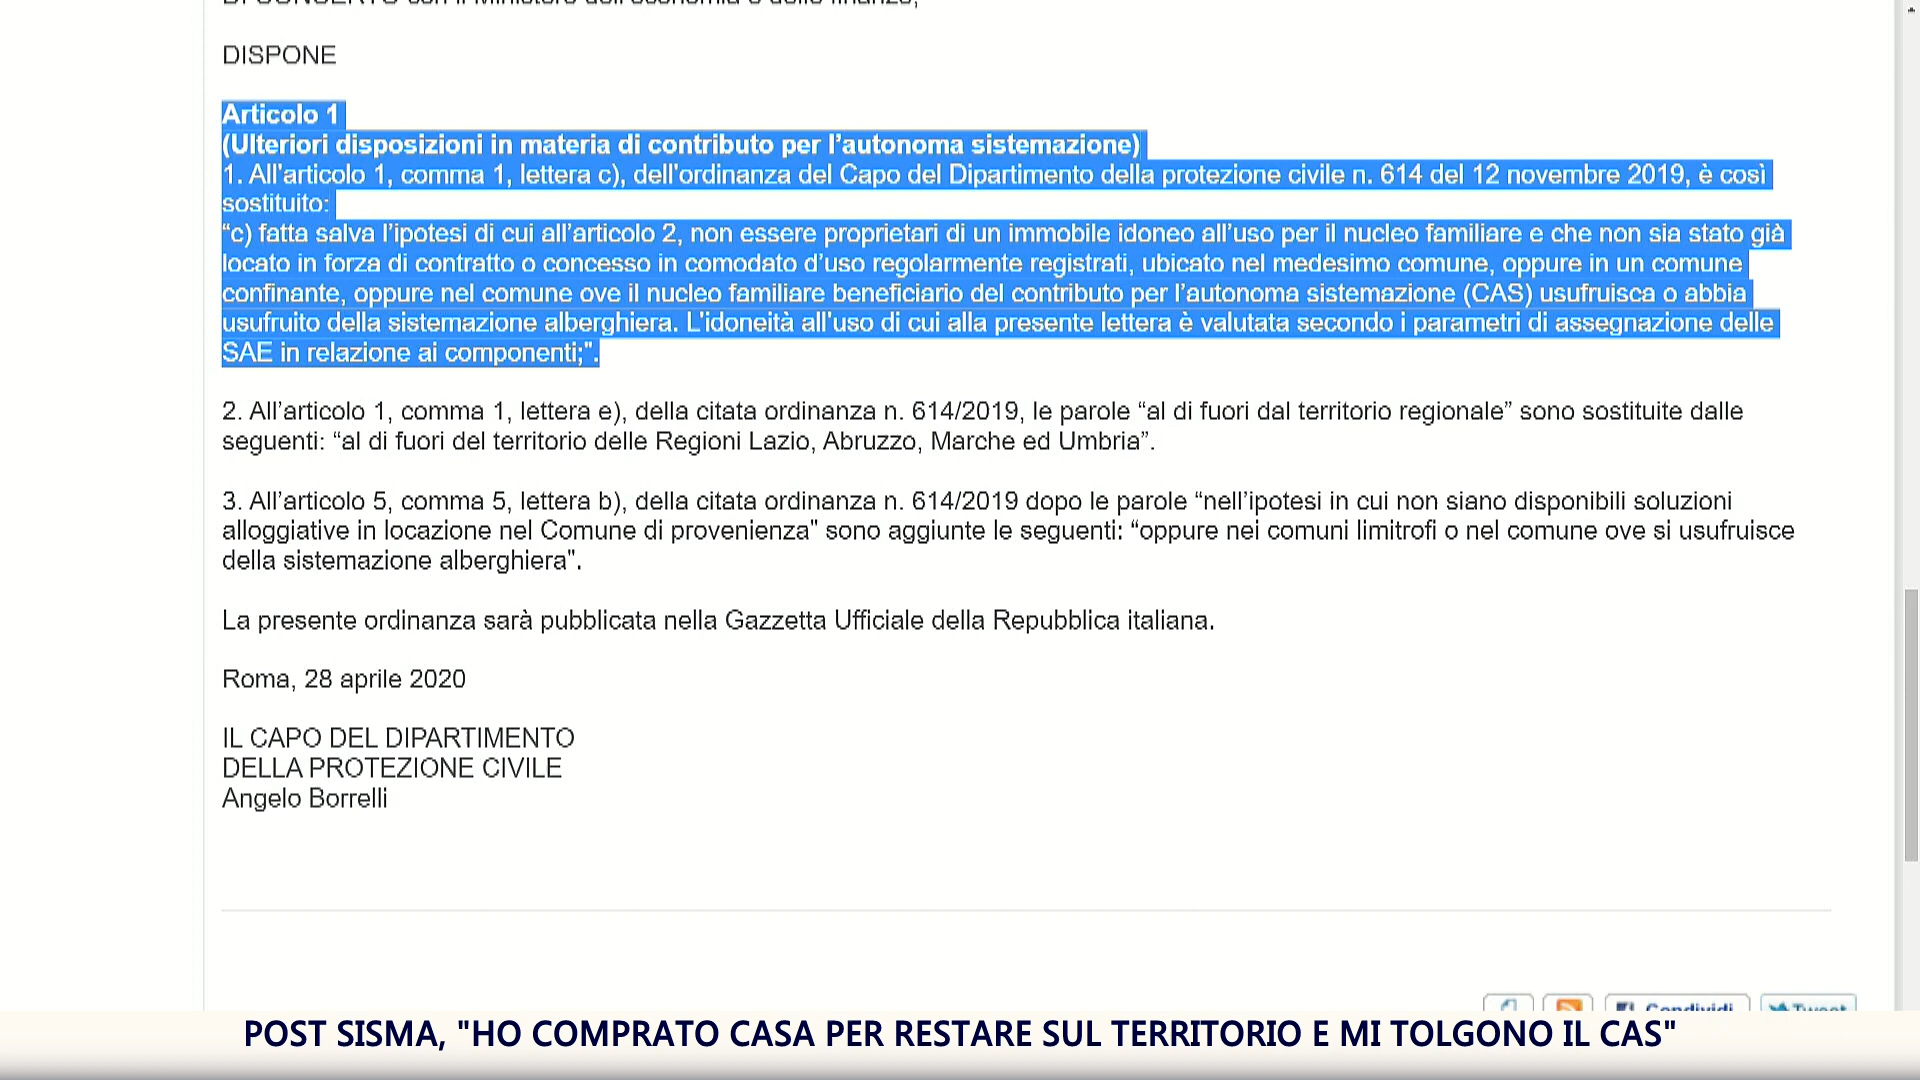 DI CONCERTO con il Ministero dell'economia e delle finanze;
DISPONE
Articolo 1
(Ulteriori disposizioni in materia di contributo per l’autonoma sistemazione)
1. All'articolo 1, comma 1, lettera c), dell'ordinanza del Capo del Dipartimento della protezione civile n. 614 del 12 novembre 2019, è così
sostituito:
“c) fatta salva l’ipotesi di cui all’articolo 2, non essere proprietari di un immobile idoneo all’uso per il nucleo familiare e che non sia stato già
locato in forza di contratto o concesso in comodato d’uso regolarmente registrati, ubicato nel medesimo comune, oppure in un comune
confinante, oppure nel comune ove il nucleo familiare beneficiario del contributo per l’autonoma sistemazione (CAS) usufruisca o abbia
usufruito della sistemazione alberghiera. L'idoneità all'uso di cui alla presente lettera è valutata secondo i parametri di assegnazione delle
SAE in relazione ai componenti;".
2. All’articolo 1, comma 1, lettera e), della citata ordinanza n. 614/2019, le parole “al di fuori dal territorio regionale” sono sostituite dalle
seguenti: “al di fuori del territorio delle Regioni Lazio, Abruzzo, Marche ed Umbria”.
3. All’articolo 5, comma 5, lettera b), della citata ordinanza n. 614/2019 dopo le parole “nell’ipotesi in cui non siano disponibili soluzioni
alloggiative in locazione nel Comune di provenienza" sono aggiunte le seguenti: “oppure nei comuni limitrofi o nel comune ove si usufruisce
della sistemazione alberghiera".
La presente ordinanza sarà pubblicata nella Gazzetta Ufficiale della Repubblica italiana.
Roma, 28 aprile 2020
IL CAPO DEL DIPARTIMENTO
DELLA PROTEZIONE CIVILE
Angelo Borrelli
Condividi Tweet
POST SISMA, "HO COMPRATO CASA PER RESTARE SUL TERRITORIO E MI TOLGONO IL CAS"